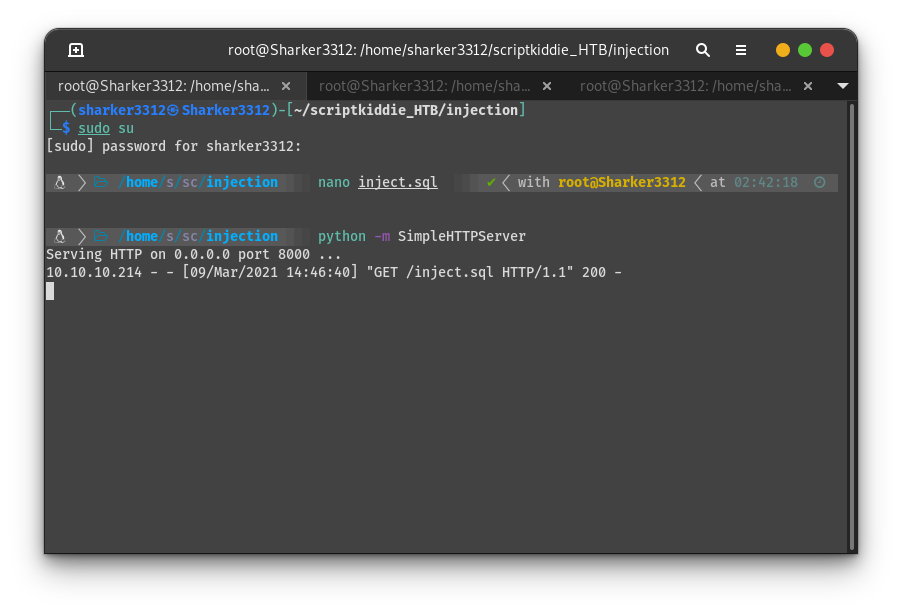 root@Sharker3312: /home/sharker3312/scriptkiddie_HTB/injection
root@Sharker3312: /home/sha... × root@Sharker3312: /home/sha... × root@Sharker3312: /home/sha... ×
┌──(sharker3312㉿Sharker3312)-[~/scriptkiddie_HTB/injection]
└─$ sudo su
[sudo] password for sharker3312:
/home/s/sc/injection nano inject.sql ✔ with root@Sharker3312 at 02:42:18
/home/s/sc/injection python -m SimpleHTTPServer
Serving HTTP on 0.0.0.0 port 8000 ...
10.10.10.214 - - [09/Mar/2021 14:46:40] "GET /inject.sql HTTP/1.1" 200 -